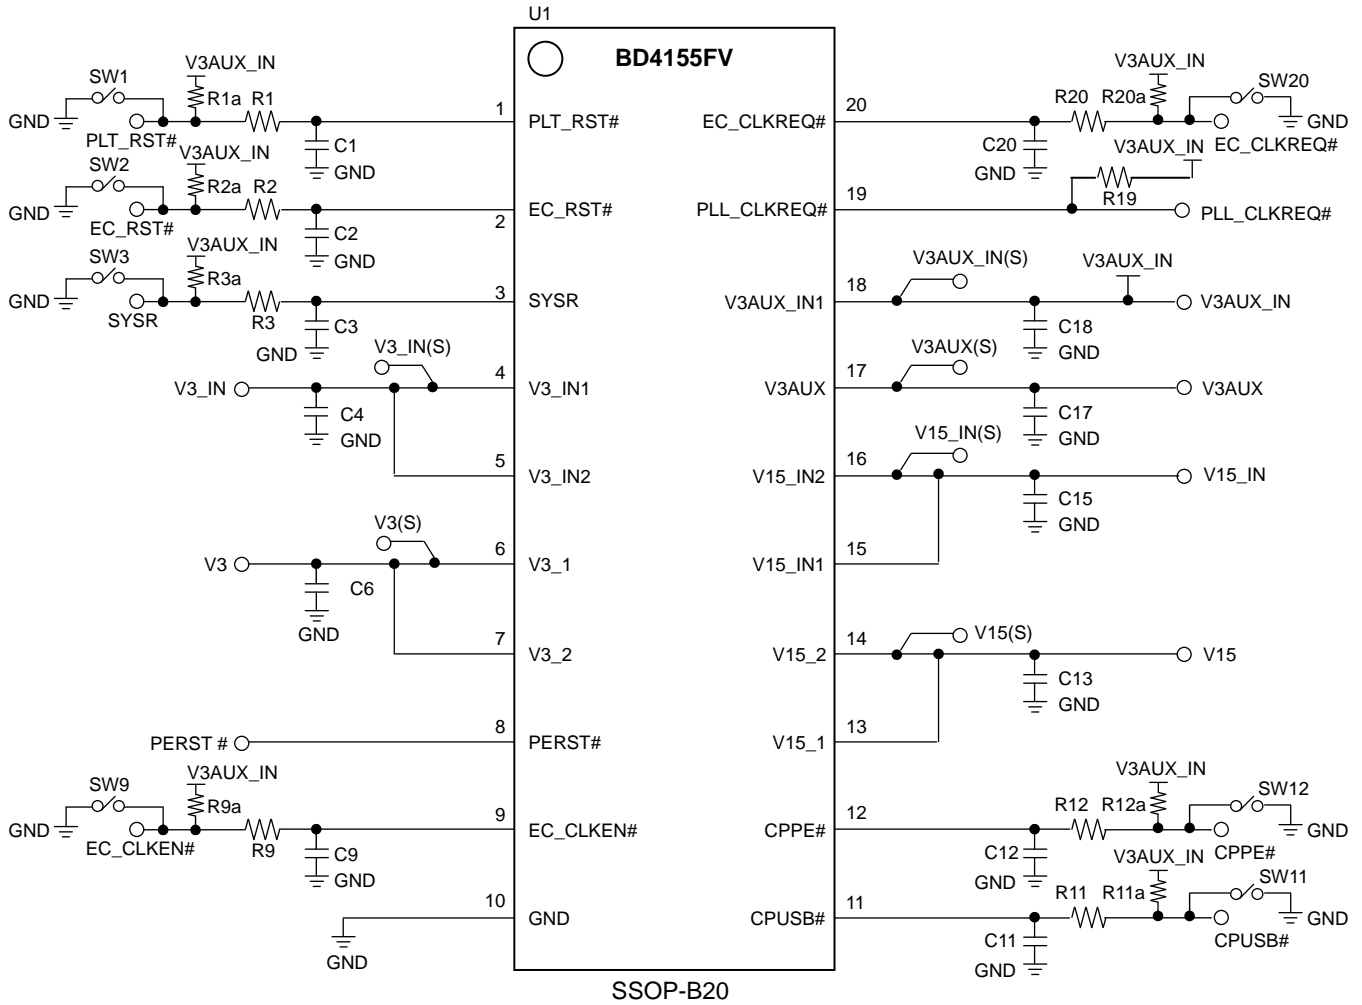 U1
BD4155FV
V3AUX_IN
SW1
R1a R1
1
PLT_RST#
GND
PLT_RST#
C1
GND
V3AUX_IN
SW2
R2a R2
2
EC_RST#
GND
EC_RST#
C2
GND
V3AUX_IN
SW3
R3a
3
SYSR
GND
SYSR
R3
C3
GND
V3_IN(S)
4
V3_IN
V3_IN1
C4
GND
5
V3_IN2
V3(S)
6
V3
V3_1
C6
GND
7
V3_2
8
PERST #
PERST#
V3AUX_IN
SW9
R9a
9
EC_CLKEN#
GND
EC_CLKEN#
R9
C9
GND
10
GND
GND
V3AUX_IN
SW20
R20 R20a
20
EC_CLKREQ#
GND
EC_CLKREQ#
C20
GND
V3AUX_IN
19
PLL_CLKREQ#
R19
PLL_CLKREQ#
V3AUX_IN(S)
V3AUX_IN
18
V3AUX_IN1
V3AUX_IN
C18
GND
V3AUX(S)
17
V3AUX
V3AUX
C17
GND
V15_IN(S)
16
V15_IN2
V15_IN
C15
GND
15
V15_IN1
V15(S)
14
V15_2
V15
C13
GND
13
V15_1
V3AUX_IN
SW12
R12 R12a
12
CPPE#
GND
CPPE#
C12
GND
V3AUX_IN
SW11
R11 R11a
11
CPUSB#
GND
CPUSB#
C11
GND
SSOP-B20